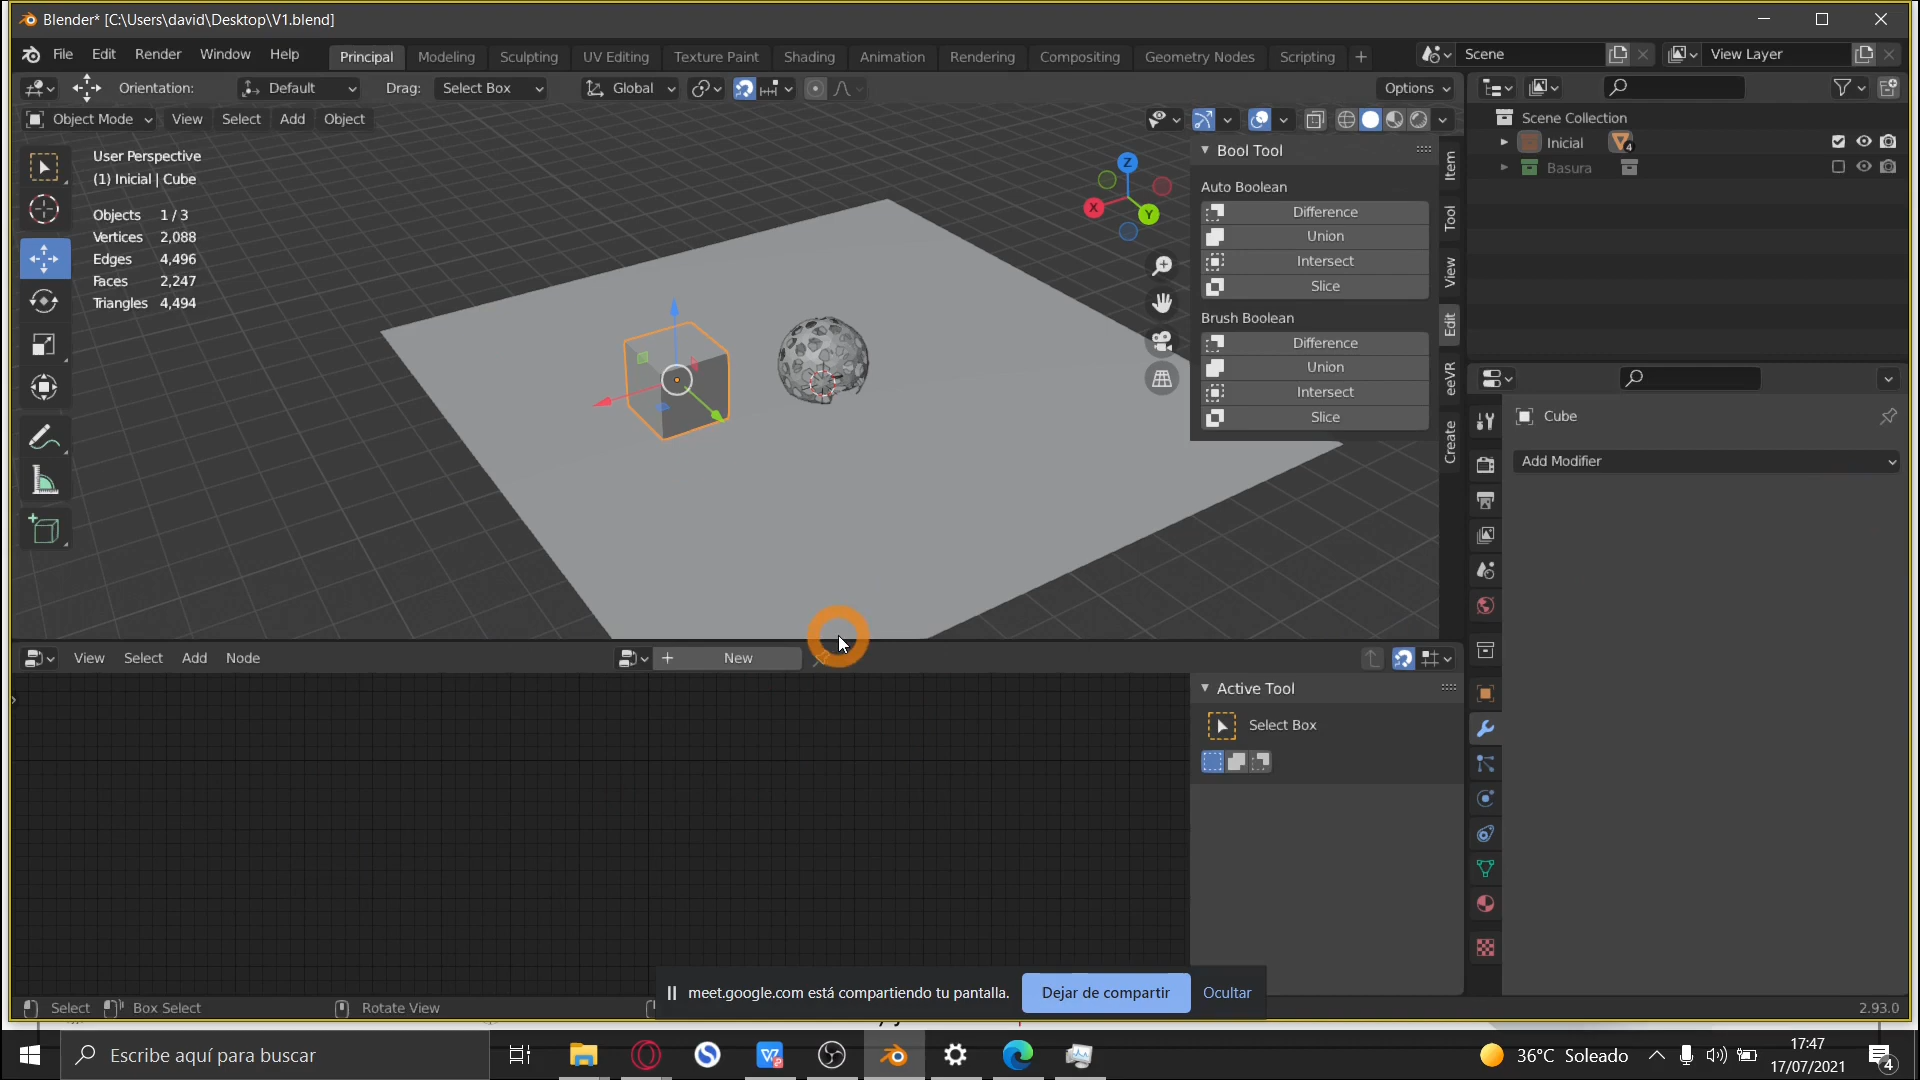 Blender* [C:\Users\david\Desktop\V1.blend]
File Edit Render Window Help Principal Modeling Sculpting UV Editing Texture Paint Shading Animation Rendering Compositing Geometry Nodes Scripting + Scene View Layer
Orientation: Default Drag: Select Box Global Options
Object Mode View Select Add Object
Scene Collection
Inicial 4
Basura
User Perspective
(1) Inicial | Cube
Objects 1 / 3
Vertices 2,088
Edges 4,496
Faces 2,247
Triangles 4,494
Z
X
Y
Bool Tool
Auto Boolean
Difference
Union
Intersect
Slice
Brush Boolean
Difference
Union
Intersect
Slice
Item
Tool
View
Edit
eeVR
Create
Cube
Add Modifier
View Select Add Node + New
Active Tool
Select Box
meet.google.com está compartiendo tu pantalla. Dejar de compartir Ocultar
Select Box Select Rotate View 2.93.0
Escribe aquí para buscar
36°C Soleado
17:47
17/07/2021
4